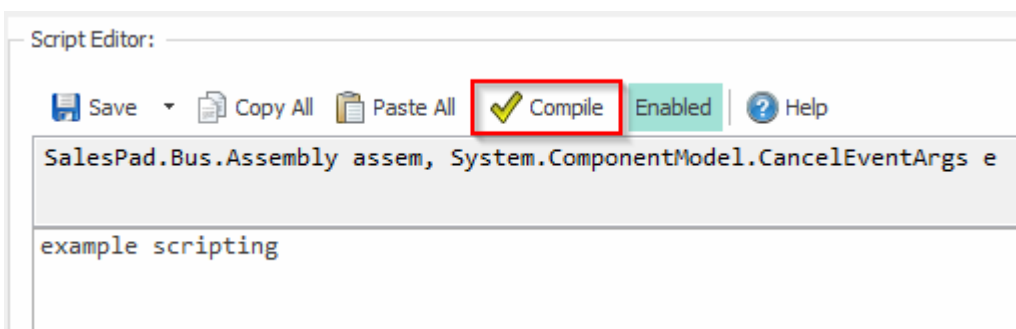 Script Editor:
Save Copy All Paste All Compile Enabled Help
SalesPad.Bus.Assembly assem, System.ComponentModel.CancelEventArgs e
example scripting